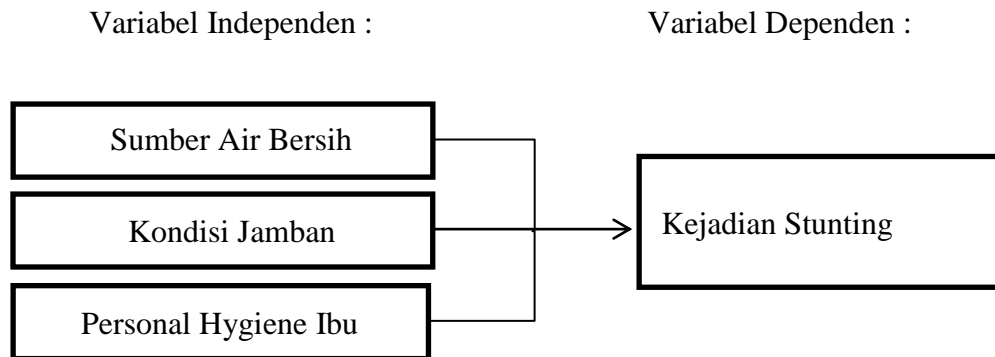 Variabel Independen :
Variabel Dependen :
Sumber Air Bersih
Kondisi Jamban
Kejadian Stunting
Personal Hygiene Ibu